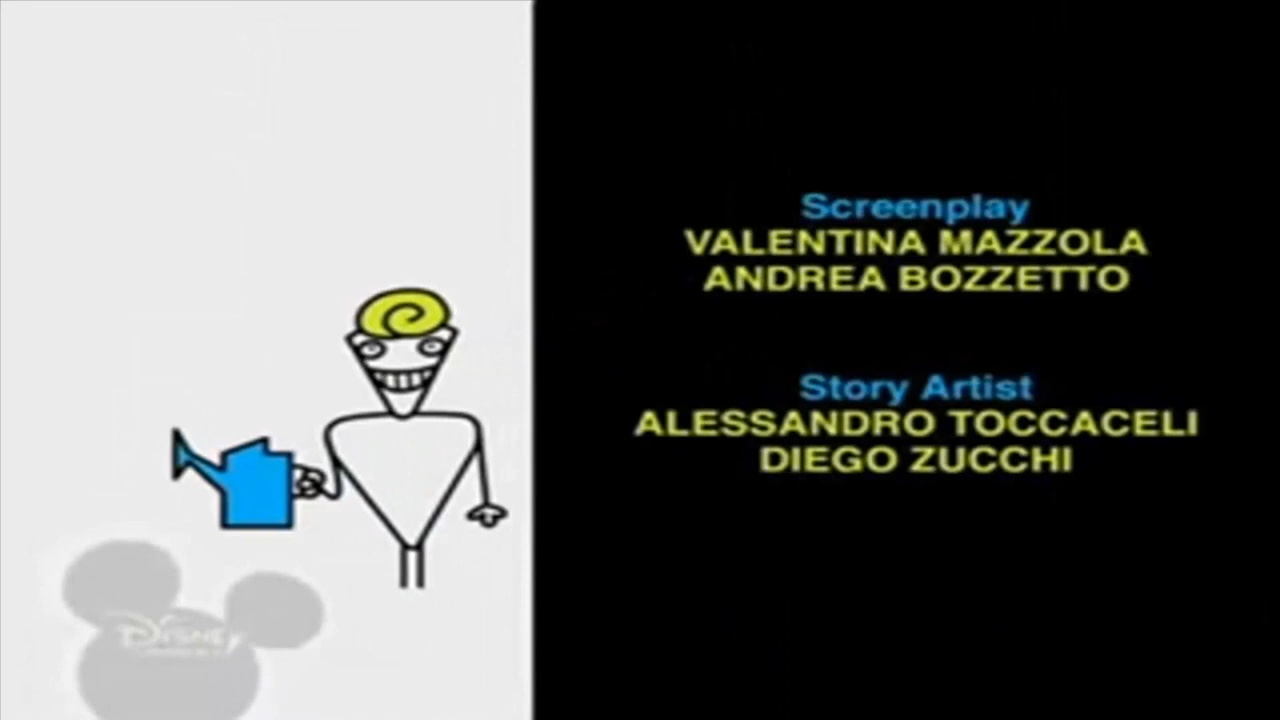 Screenplay
VALENTINA MAZZOLA
ANDREA BOZZETTO
Story Artist
ALESSANDRO TOCCACELI
DIEGO ZUCCHI
DISNEY